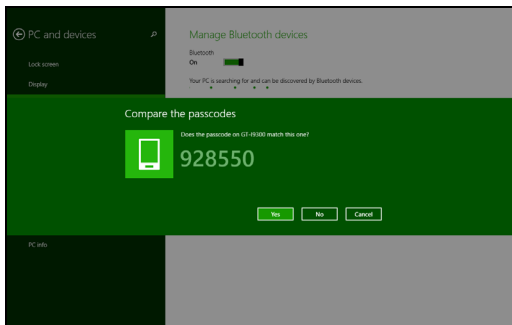 PC and devices
Manage Bluetooth devices
Bluetooth
On
Lock screen
Your PC is searching for and can be discovered by Bluetooth devices.
Display
Compare the passcodes
Does the passcode on GT-I9300 match this one?
928550
Yes
No
Cancel
PC info